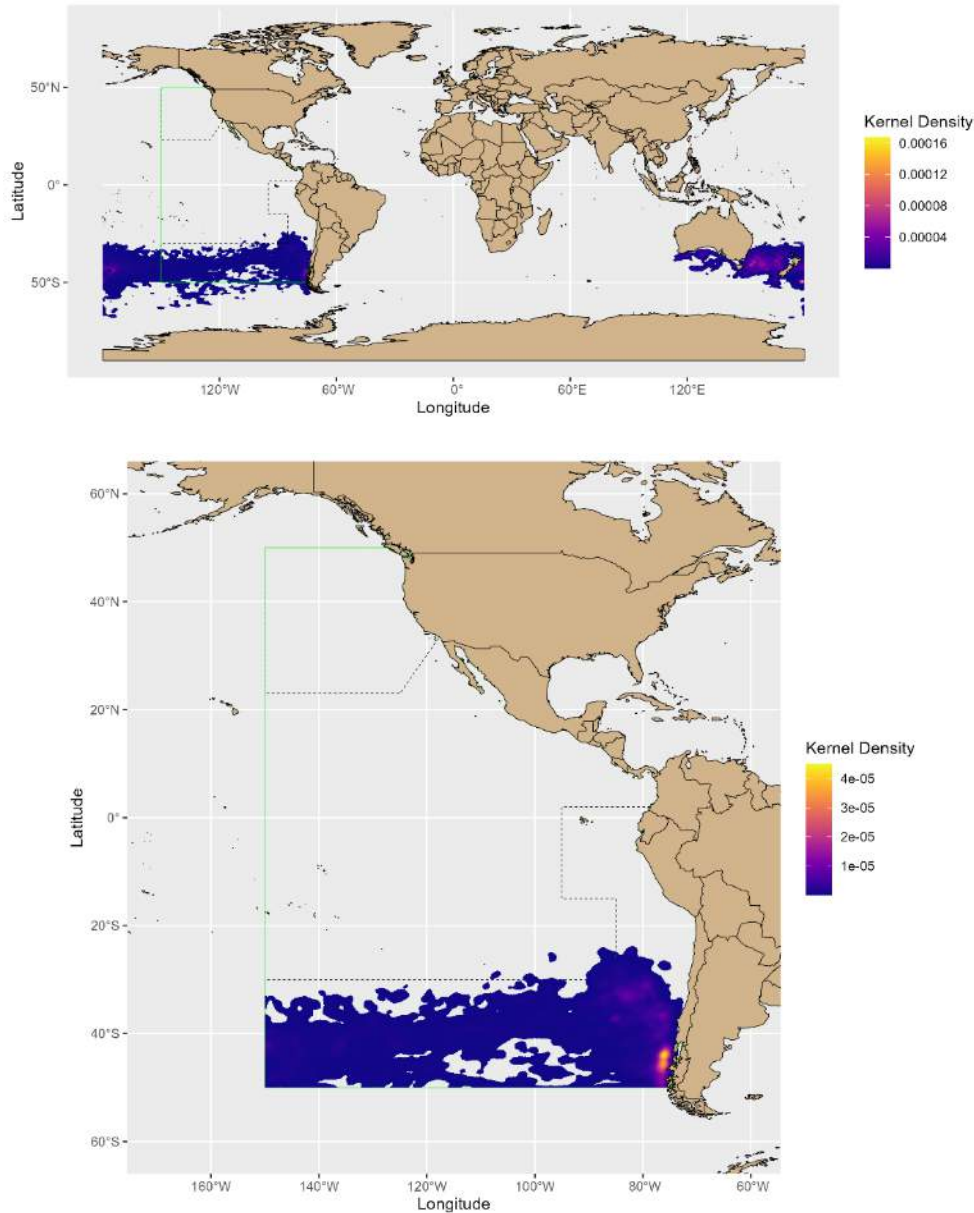 50°N
0°
50°S
Latitude
120°W
60°W
0°
60°E
120°E
Longitude
Kernel Density
0.00016
0.00012
0.00008
0.00004
60°N
40°N
20°N
0°
20°S
40°S
60°S
Latitude
160°W
140°W
120°W
100°W
80°W
60°W
Longitude
Kernel Density
4e-05
3e-05
2e-05
1e-05